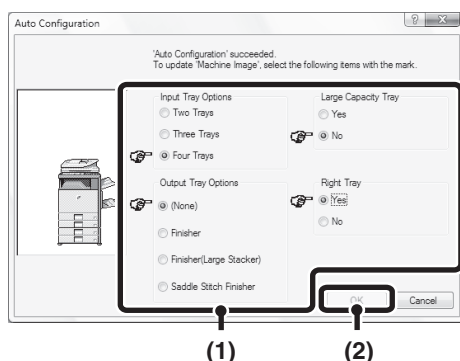 Auto Configuration
'Auto Configuration' succeeded.
To update 'Machine Image', select the following items with the mark.
Input Tray Options
Two Trays
Three Trays
Four Trays
Large Capacity Tray
Yes
No
Output Tray Options
(None)
Finisher
Finisher(Large Stacker)
Saddle Stitch Finisher
Right Tray
Yes
No
OK
Cancel
(1)
(2)